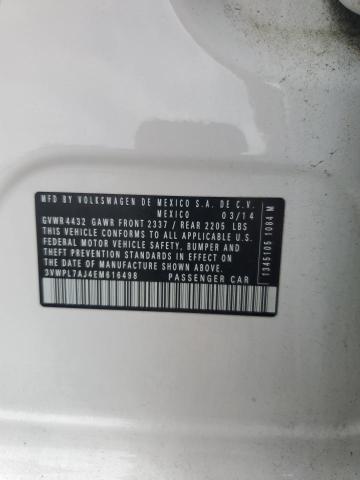 MFD BY VOLKSWAGEN DE MEXICO S.A. DE C.V.
MEXICO 03/14
GVWR 4432 GAWR FRONT 2337 / REAR 2205 LBS
THIS VEHICLE CONFORMS TO ALL APPLICABLE
FEDERAL MOTOR VEHICLE SAFETY, BUMPER AND
THEFT PREVENTION STANDARDS IN EFFECT ON
THE DATE OF MANUFACTURE SHOWN ABOVE.
3VWPL7AJ4EM616498 PASSENGER CAR
1345105 1084 M